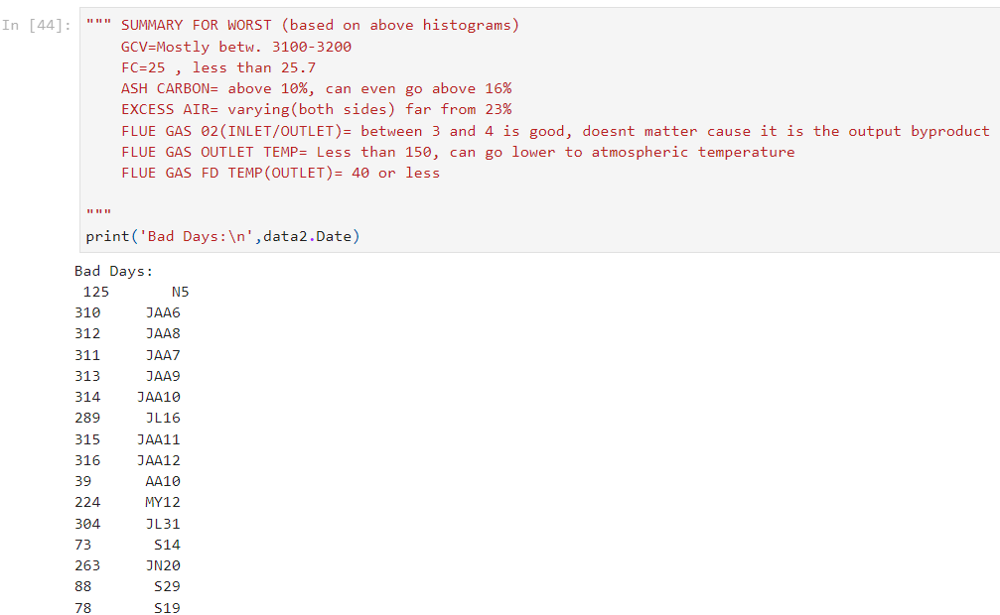 In [44]: """ SUMMARY FOR WORST (based on above histograms)
GCV=Mostly betw. 3100-3200
FC=25 , less than 25.7
ASH CARBON= above 10%, can even go above 16%
EXCESS AIR= varying(both sides) far from 23%
FLUE GAS 02(INLET/OUTLET)= between 3 and 4 is good, doesnt matter cause it is the output byproduct
FLUE GAS OUTLET TEMP= Less than 150, can go lower to atmospheric temperature
FLUE GAS FD TEMP(OUTLET)= 40 or less
"""
print('Bad Days:\n',data2.Date)
Bad Days:
125 N5
310 JAA6
312 JAA8
311 JAA7
313 JAA9
314 JAA10
289 JL16
315 JAA11
316 JAA12
39 AA10
224 MY12
304 JL31
73 S14
263 JN20
88 S29
78 S19